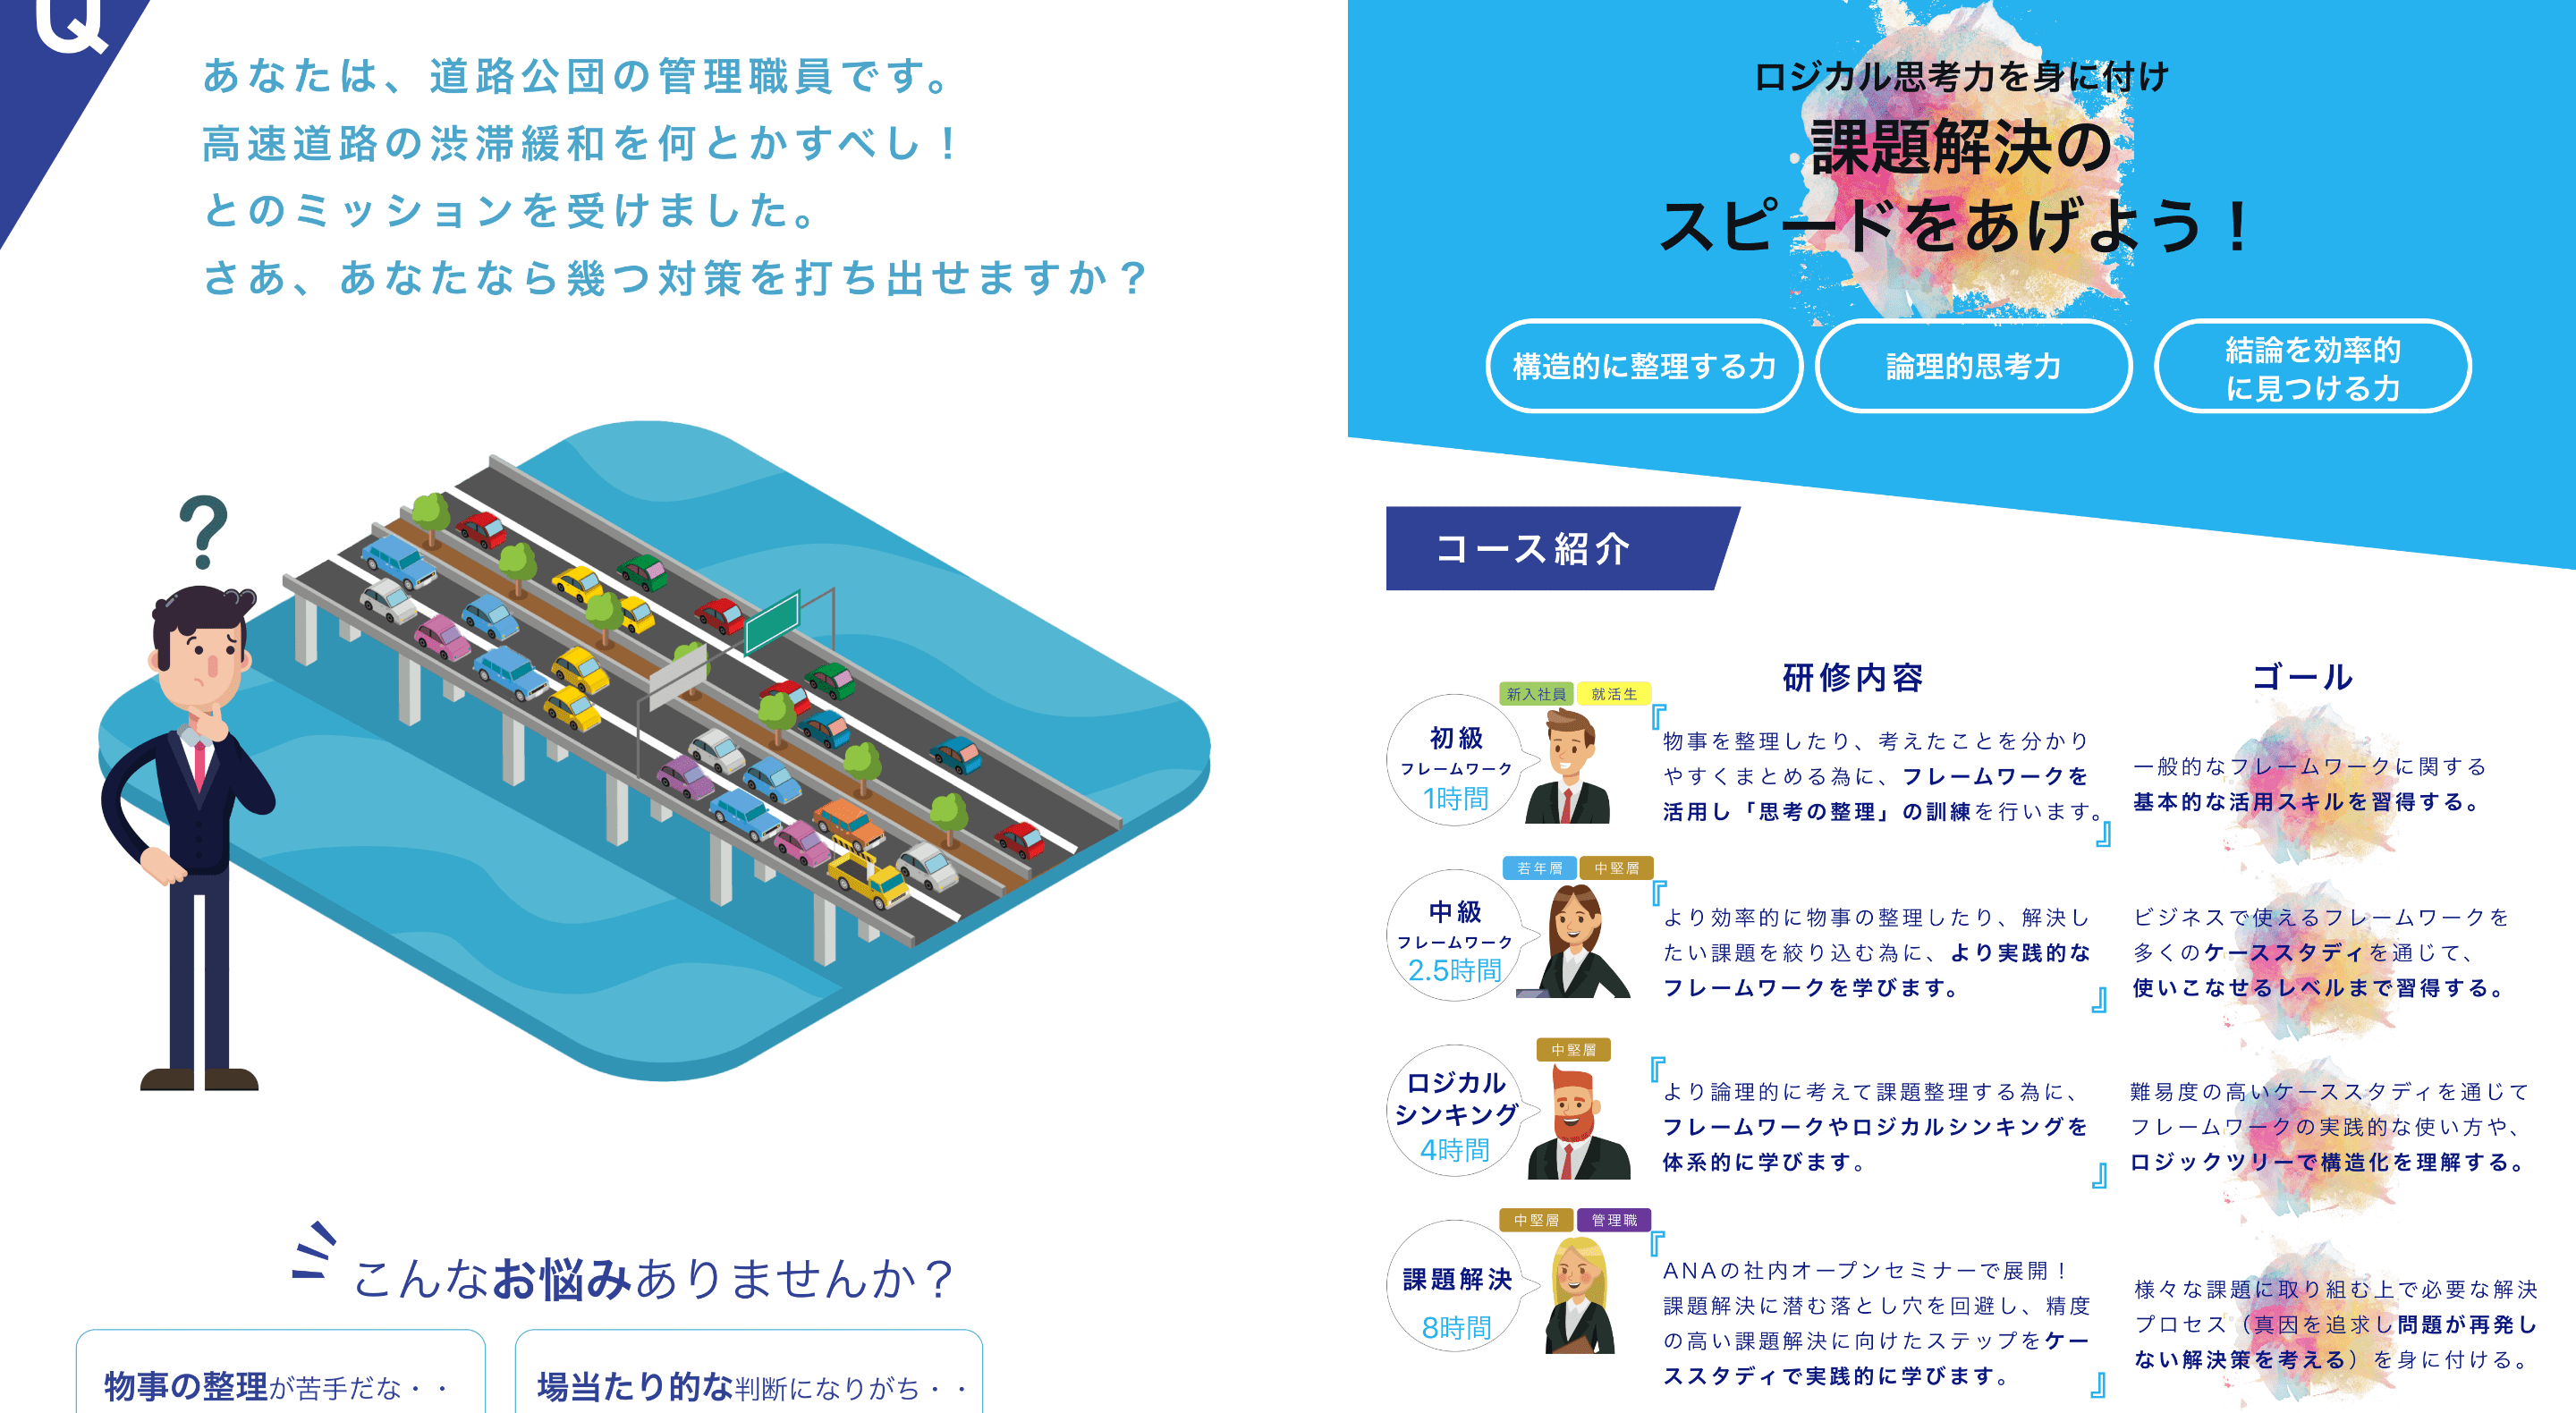 Q
あなたは、道路公団の管理職員です。
高速道路の渋滞緩和を何とかすべし！
とのミッションを受けました。
さあ、あなたなら幾つ対策を打ち出せますか？
こんなお悩みありませんか？
物事の整理が苦手だな・・
場当たり的な判断になりがち・・
ロジカル思考力を身に付け
課題解決の
スピードをあげよう！
構造的に整理する力
論理的思考力
結論を効率的
に見つける力
コース紹介
研修内容
ゴール
新入社員
就活生
初級
フレームワーク
1時間
『
物事を整理したり、考えたことを分かり
やすくまとめる為に、フレームワークを
活用し「思考の整理」の訓練を行います。
』
一般的なフレームワークに関する
基本的な活用スキルを習得する。
若年層
中堅層
中級
フレームワーク
2.5時間
『
より効率的に物事の整理したり、解決し
たい課題を絞り込む為に、より実践的な
フレームワークを学びます。
』
ビジネスで使えるフレームワークを
多くのケーススタディを通じて、
使いこなせるレベルまで習得する。
中堅層
ロジカル
シンキング
4時間
『
より論理的に考えて課題整理する為に、
フレームワークやロジカルシンキングを
体系的に学びます。
』
難易度の高いケーススタディを通じて
フレームワークの実践的な使い方や、
ロジックツリーで構造化を理解する。
中堅層
管理職
課題解決
8時間
『
ANAの社内オープンセミナーで展開！
課題解決に潜む落とし穴を回避し、精度
の高い課題解決に向けたステップをケー
ススタディで実践的に学びます。
』
様々な課題に取り組む上で必要な解決
プロセス（真因を追求し問題が再発し
ない解決策を考える）を身に付ける。